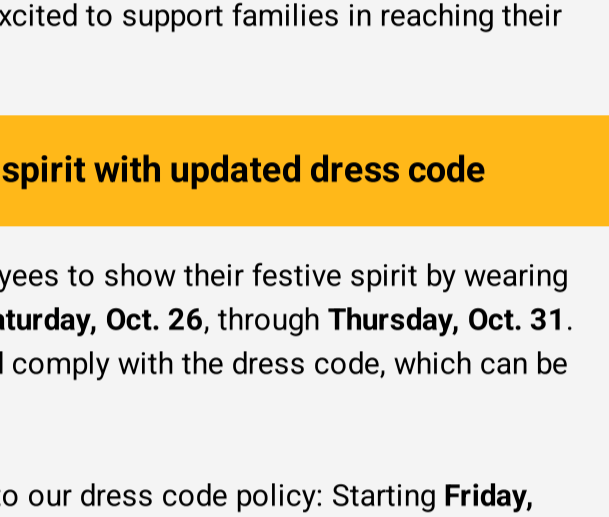 xcited to support families in reaching their
spirit with updated dress code
yees to show their festive spirit by wearing
aturday, Oct. 26, through Thursday, Oct. 31.
comply with the dress code, which can be
to our dress code policy: Starting Friday,